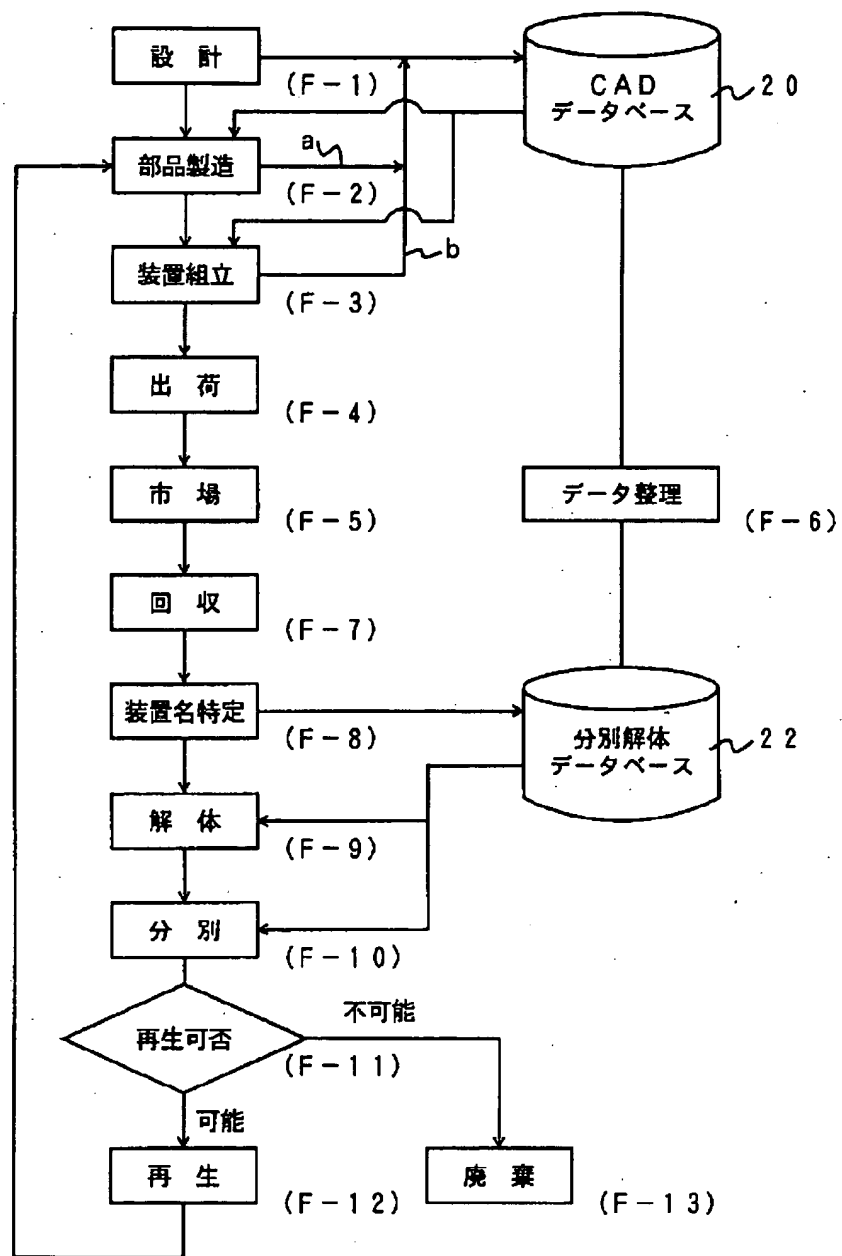 設 計
(F-1)
CAD
データベース
20
部品製造
a
(F-2)
装置組立
b
(F-3)
出 荷
(F-4)
市 場
(F-5)
データ整理
(F-6)
回 収
(F-7)
装置名特定
(F-8)
分別解体
データベース
22
解 体
(F-9)
分 別
(F-10)
再生可否
不可能
(F-11)
可能
再 生
(F-12)
廃 棄
(F-13)